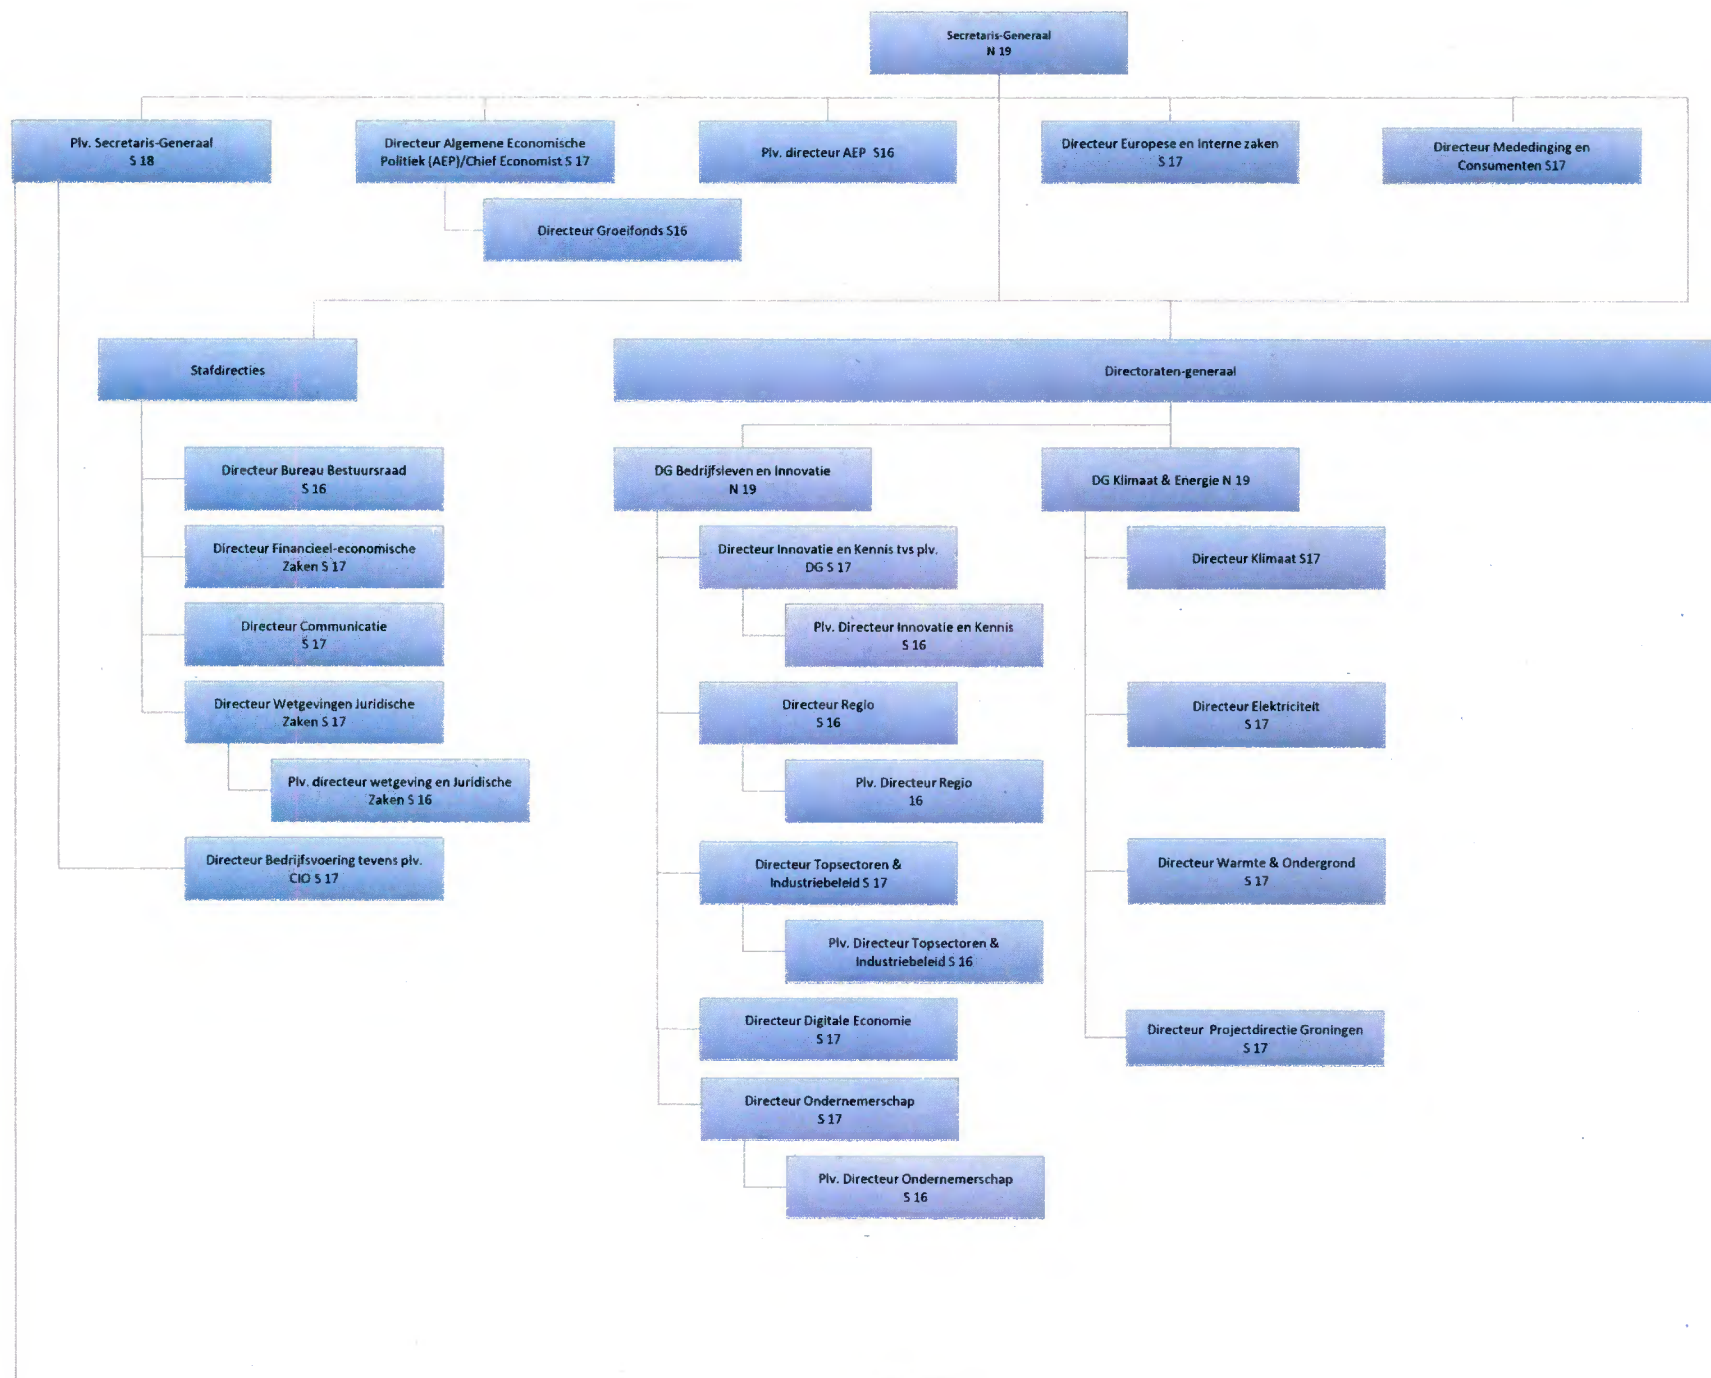 Secretaris-Generaal
N 19
Plv. Secretaris-Generaal
S 18
Directeur Algemene Economische
Politiek (AEP)/Chief Economist S 17
Plv. directeur AEP S16
Directeur Europese en Interne zaken
S 17
Directeur Mededinging en
Consumenten S17
Directeur Groeifonds S16
Stafdirecties
Directoraten-generaal
Directeur Bureau Bestuursraad
S 16
Directeur Financieel-economische
Zaken S 17
Directeur Communicatie
S 17
Directeur Wetgevingen Juridische
Zaken S 17
Plv. directeur wetgeving en Juridische
Zaken S 16
Directeur Bedrijfsvoering tevens plv.
CIO S 17
DG Bedrijfsleven en Innovatie
N 19
Directeur Innovatie en Kennis tvs plv.
DG S 17
Plv. Directeur Innovatie en Kennis
S 16
Directeur Regio
S 16
Plv. Directeur Regio
16
Directeur Topsectoren &
Industriebeleid S 17
Plv. Directeur Topsectoren &
Industriebeleid S 16
Directeur Digitale Economie
S 17
Directeur Ondernemerschap
S 17
Plv. Directeur Ondernemerschap
S 16
DG Klimaat & Energie N 19
Directeur Klimaat S17
Directeur Elektriciteit
S 17
Directeur Warmte & Ondergrond
S 17
Directeur Projectdirectie Groningen
S 17